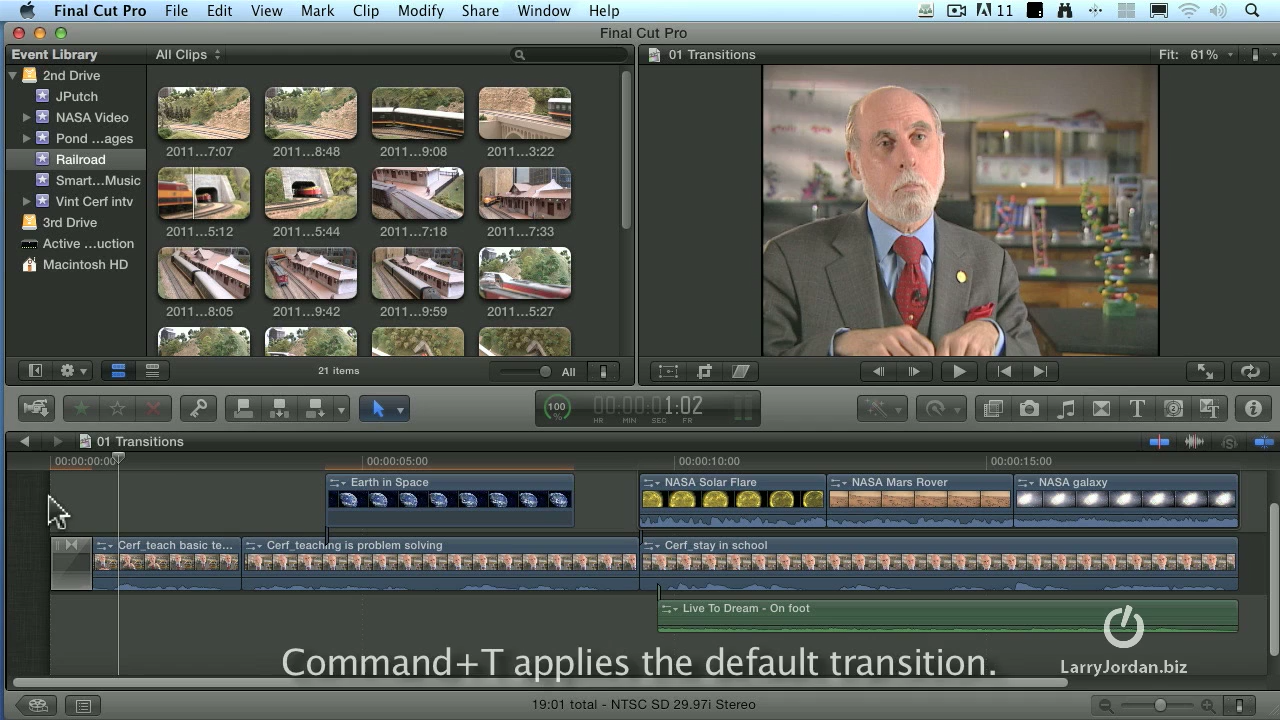 Final Cut Pro File Edit View Mark Clip Modify Share Window Help 11
Final Cut Pro
Event Library
All Clips
01 Transitions
Fit: 61%
2nd Drive
JPutch
NASA Video
Pond ...ages
Railroad
Smart...Music
Vint Cerf intv
3rd Drive
Active ...uction
Macintosh HD
2011...7:07 2011...8:48 2011...9:08 2011...3:22
2011...5:12 2011...5:44 2011...7:18 2011...7:33
2011...8:05 2011...9:42 2011...9:59 2011...5:27
21 items
All
100
%
00:00:01:02
HR MIN SEC FR
01 Transitions
00:00:00:00 00:00:05:00 00:00:10:00 00:00:15:00
Earth in Space NASA Solar Flare NASA Mars Rover NASA galaxy
Cerf_teach basic te... Cerf_teaching is problem solving Cerf_stay in school
Live To Dream - On foot
Command+T applies the default transition.
LarryJordan.biz
19:01 total - NTSC SD 29.97i Stereo